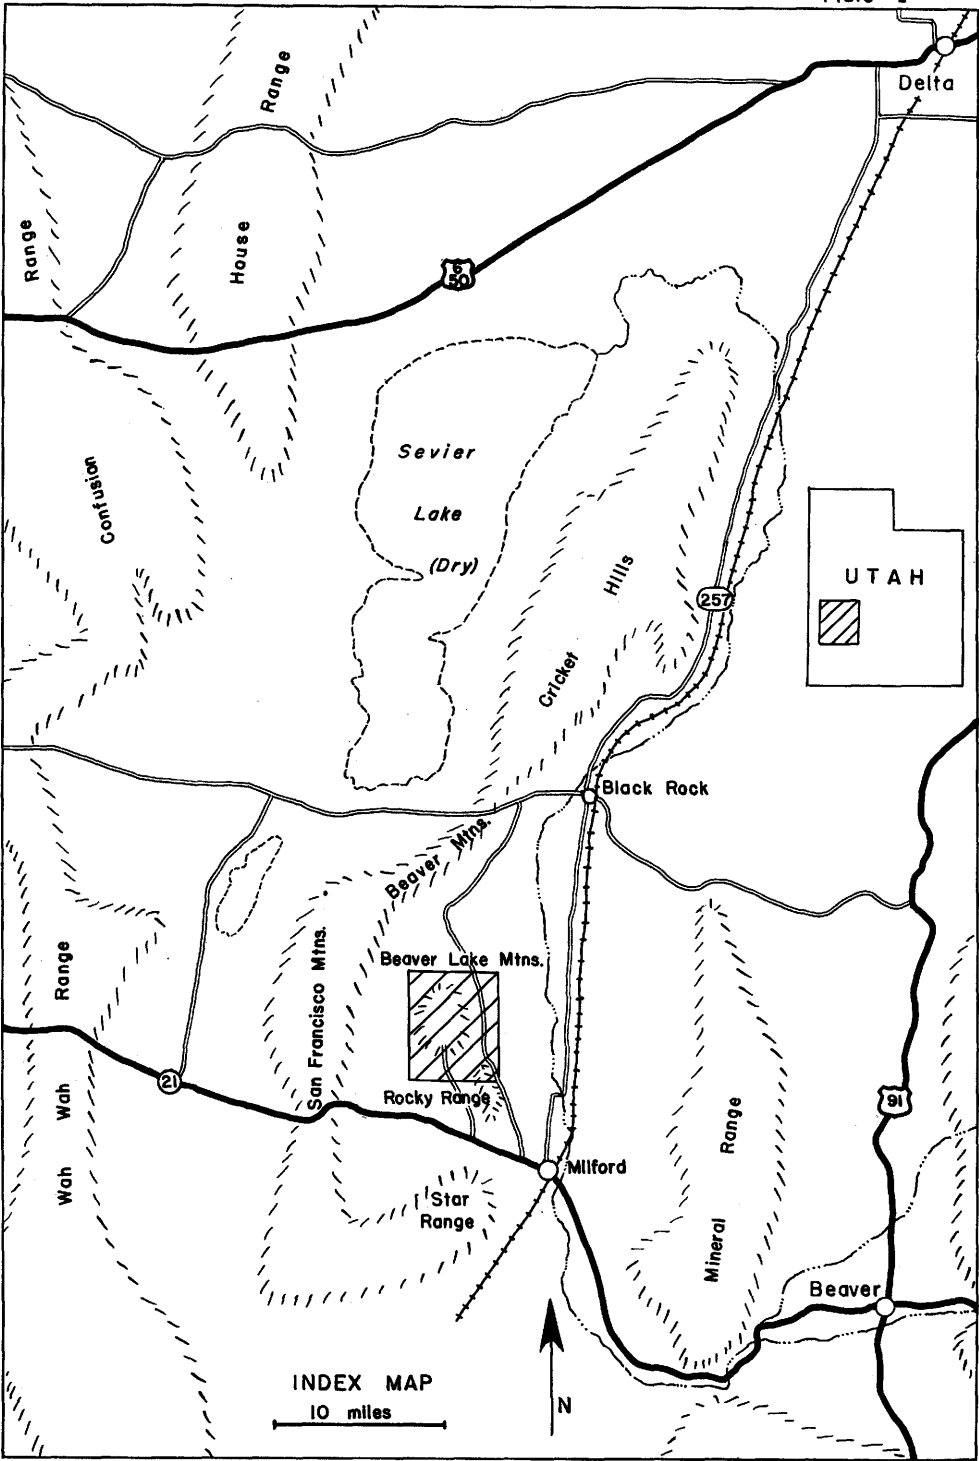 Range
Delta
House
Range
6
50
Sevier
Lake
(Dry)
Confusion
Hills
Cricket
257
UTAH
Black Rock
Beaver Mtns.
Beaver Lake Mtns.
San Francisco Mtns.
Range
Wah
Wah
21
Rocky Range
Range
Mineral
91
Milford
Star
Range
Beaver
INDEX MAP
10 miles
N